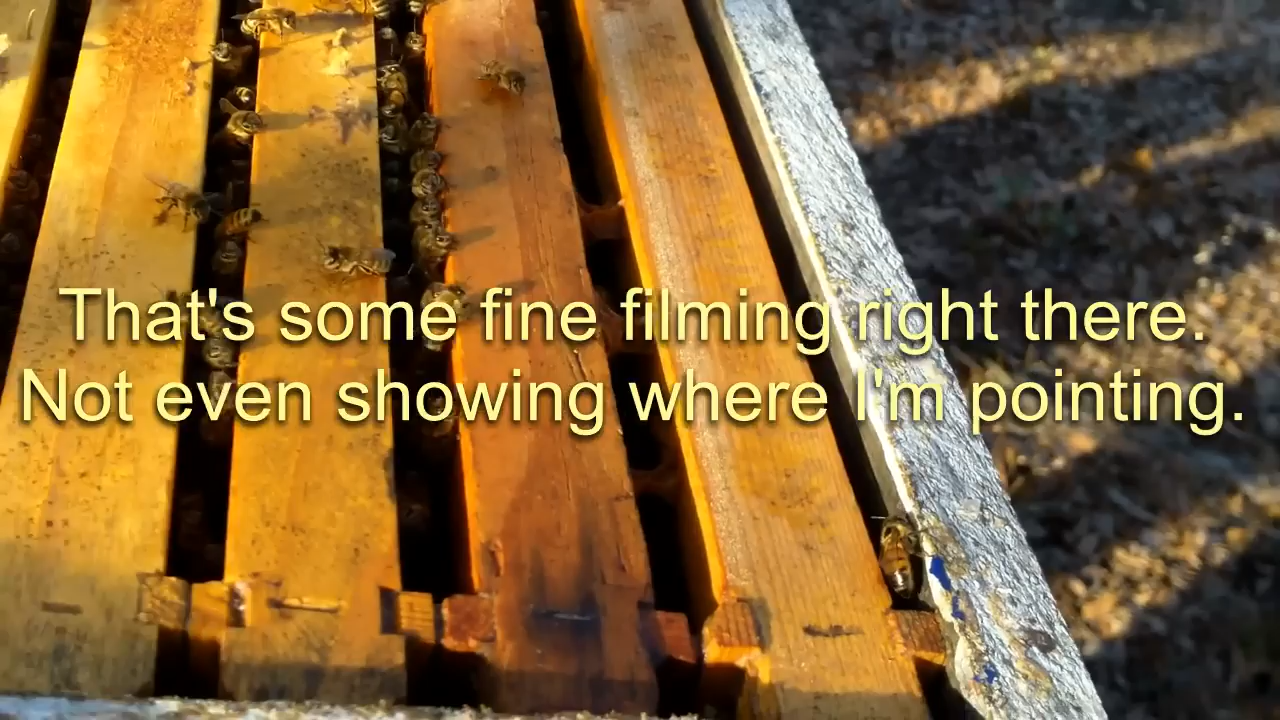 That's some fine filming right there.
Not even showing where I'm pointing.